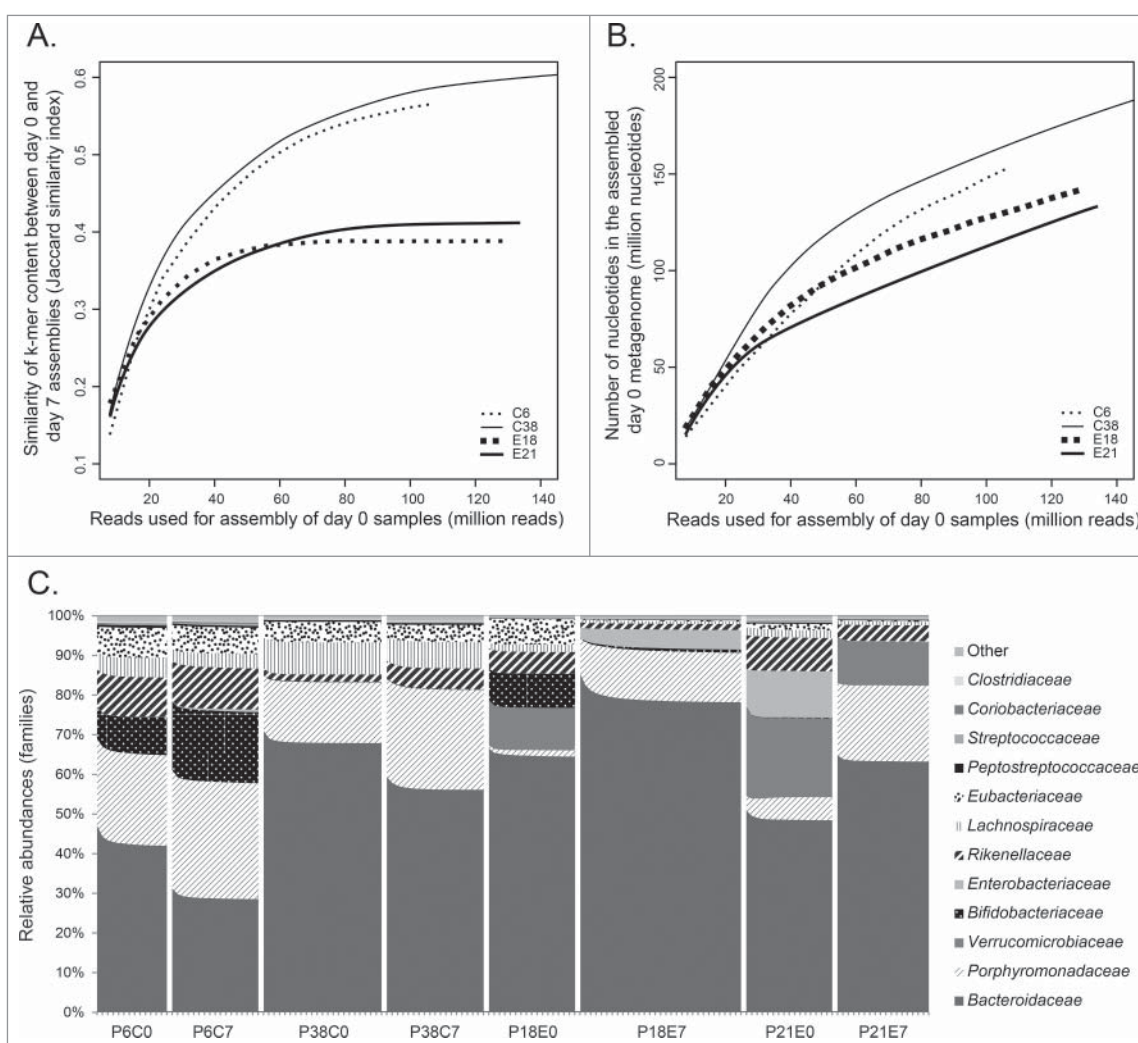 A.
Similarity of k-mer content between day 0 and
day 7 assemblies (Jaccard similarity index)
0.6
0.5
0.4
0.3
0.2
0.1
C6
C38
E18
E21
20 40 60 80 100 120 140
Reads used for assembly of day 0 samples (million reads)
B.
Number of nucleotides in the assembled
day 0 metagenome (million nucleotides)
200
150
100
50
0
C6
C38
E18
E21
20 40 60 80 100 120 140
Reads used for assembly of day 0 samples (million reads)
C.
Relative abundances (families)
100%
90%
80%
70%
60%
50%
40%
30%
20%
10%
0%
P6C0 P6C7 P38C0 P38C7 P18E0 P18E7 P21E0 P21E7
Other
Clostridiaceae
Coriobacteriaceae
Streptococcaceae
Peptostreptococcaceae
Eubacteriaceae
Lachnospiraceae
Rikenellaceae
Enterobacteriaceae
Bifidobacteriaceae
Verrucomicrobiaceae
Porphyromonadaceae
Bacteroidaceae